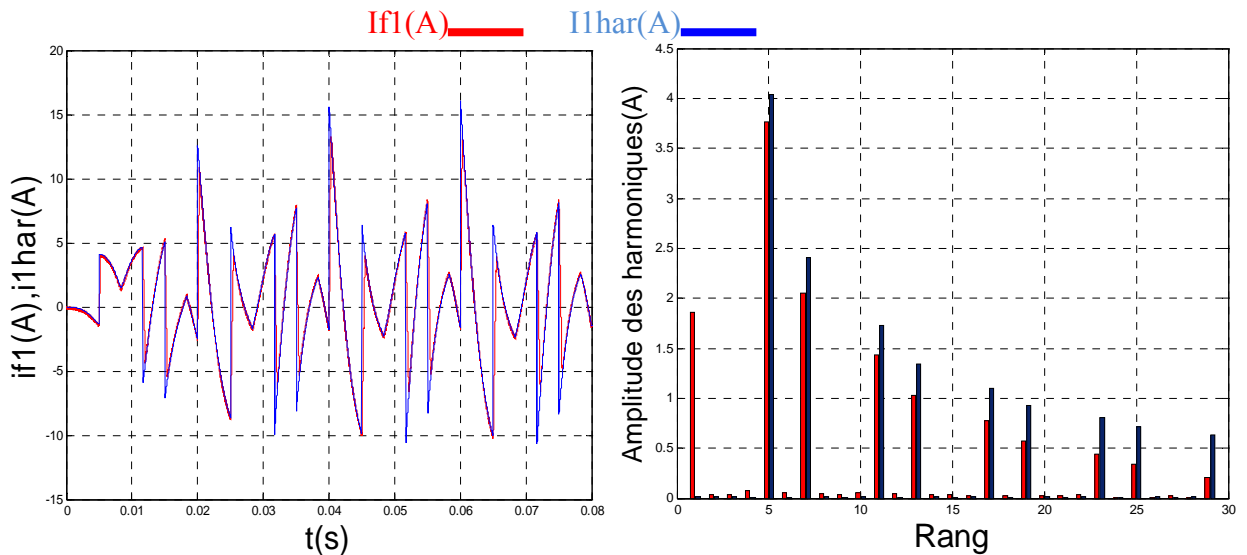 If1(A) I1har(A)
if1(A),i1har(A)
20
15
10
5
0
-5
-10
-15
0 0.01 0.02 0.03 0.04 0.05 0.06 0.07 0.08
t(s)
Amplitude des harmoniques(A)
4.5
4
3.5
3
2.5
2
1.5
1
0.5
0
0 5 10 15 20 25 30
Rang